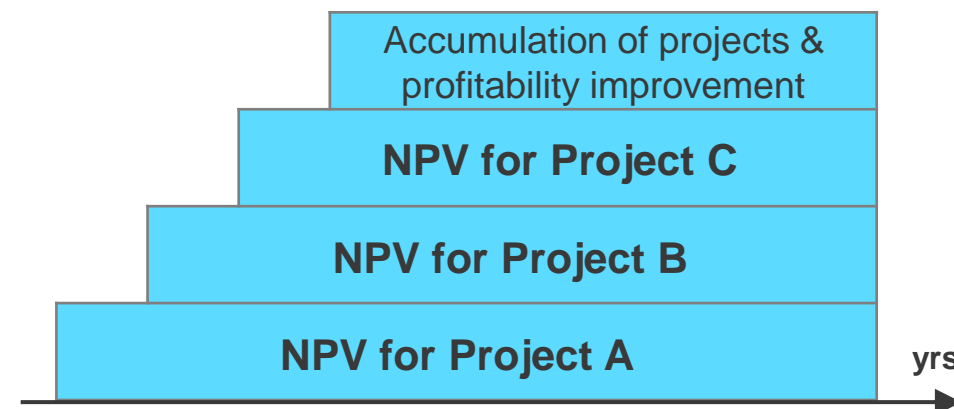 Accumulation of projects &
profitability improvement
NPV for Project C
NPV for Project B
NPV for Project A
yrs